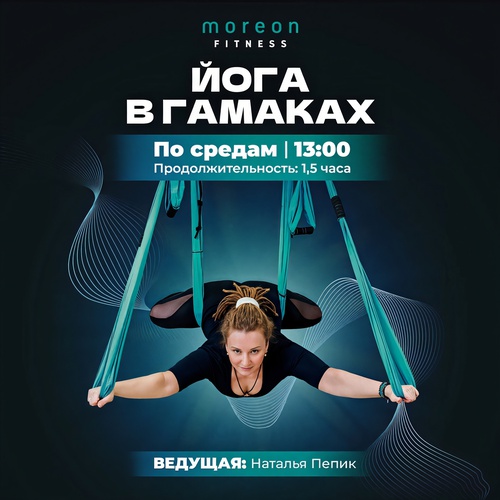 moreon
FITNESS
ЙОГА
В ГАМАКАХ
По средам | 13:00
Продолжительность: 1,5 часа
ВЕДУЩАЯ: Наталья Пепик